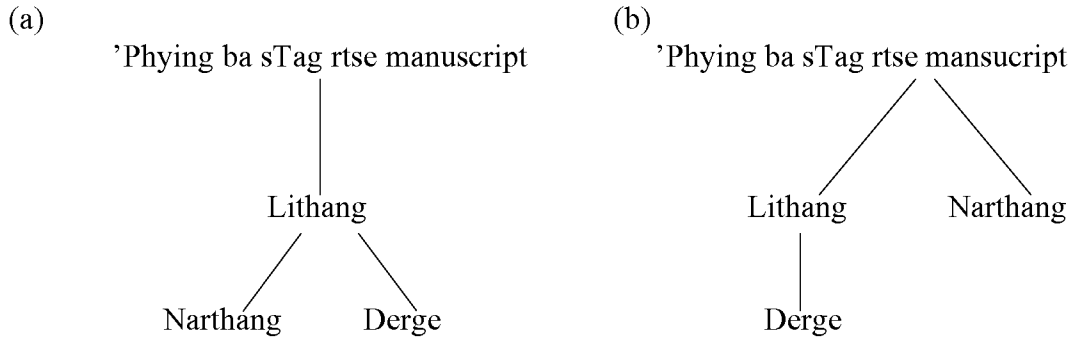 (a)
’Phying ba sTag rtse manuscript
Lithang
Narthang Derge
(b)
’Phying ba sTag rtse mansucript
Lithang Narthang
Derge